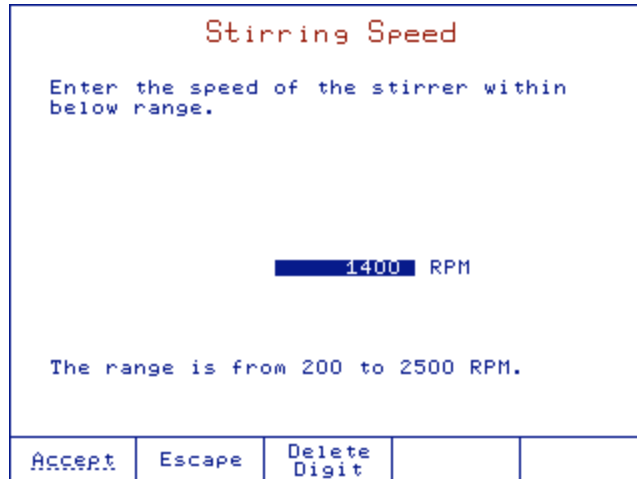 Stirring Speed
Enter the speed of the stirrer within
below range.
1400 RPM
The range is from 200 to 2500 RPM.
Accept
Escape
Delete
Digit